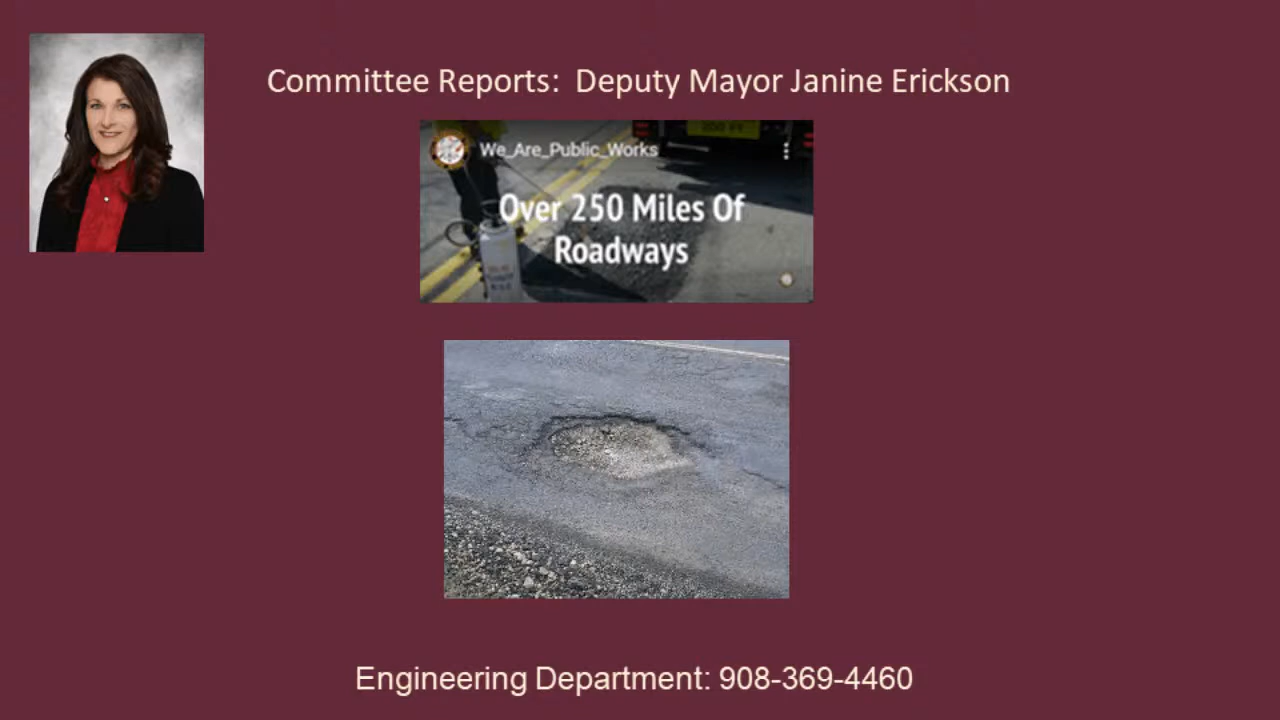 Committee Reports: Deputy Mayor Janine Erickson
We_Are_Public_Works
Over 250 Miles Of
Roadways
Engineering Department: 908-369-4460